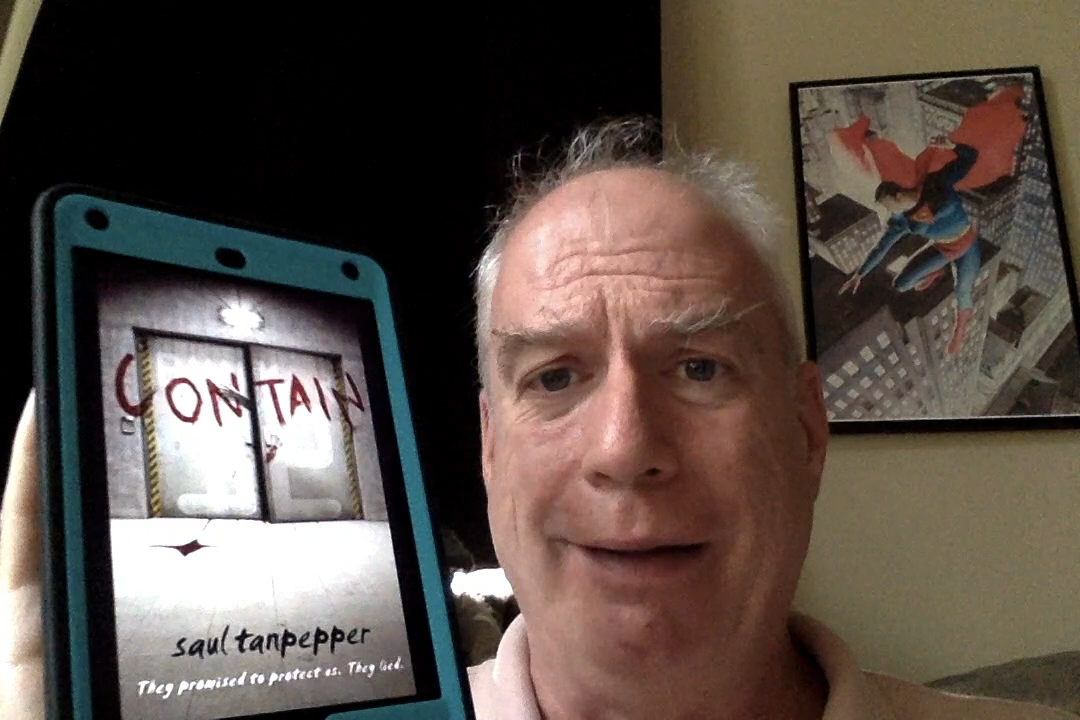 CONTAIN
saul tanpepper
They promised to protect us. They lied.